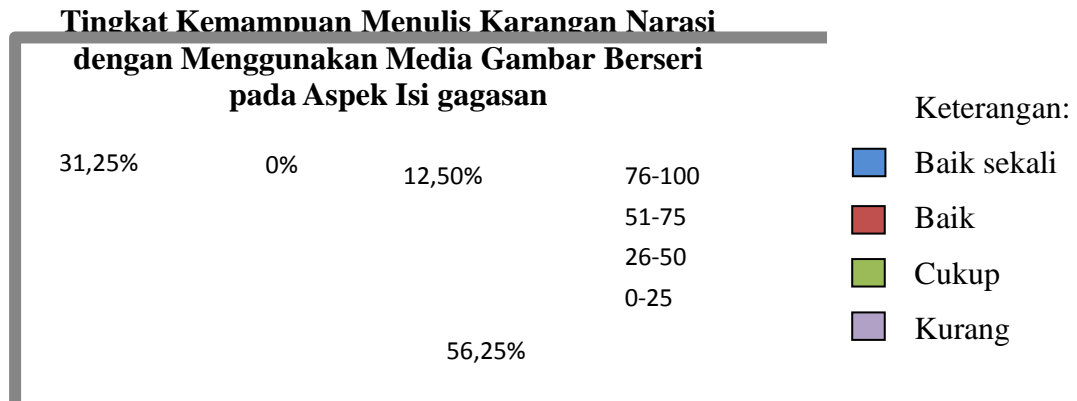 Tingkat Kemampuan Menulis Karangan Narasi
dengan Menggunakan Media Gambar Berseri
pada Aspek Isi gagasan
31,25%
0%
12,50%
56,25%
76-100
51-75
26-50
0-25
Keterangan:
Baik sekali
Baik
Cukup
Kurang